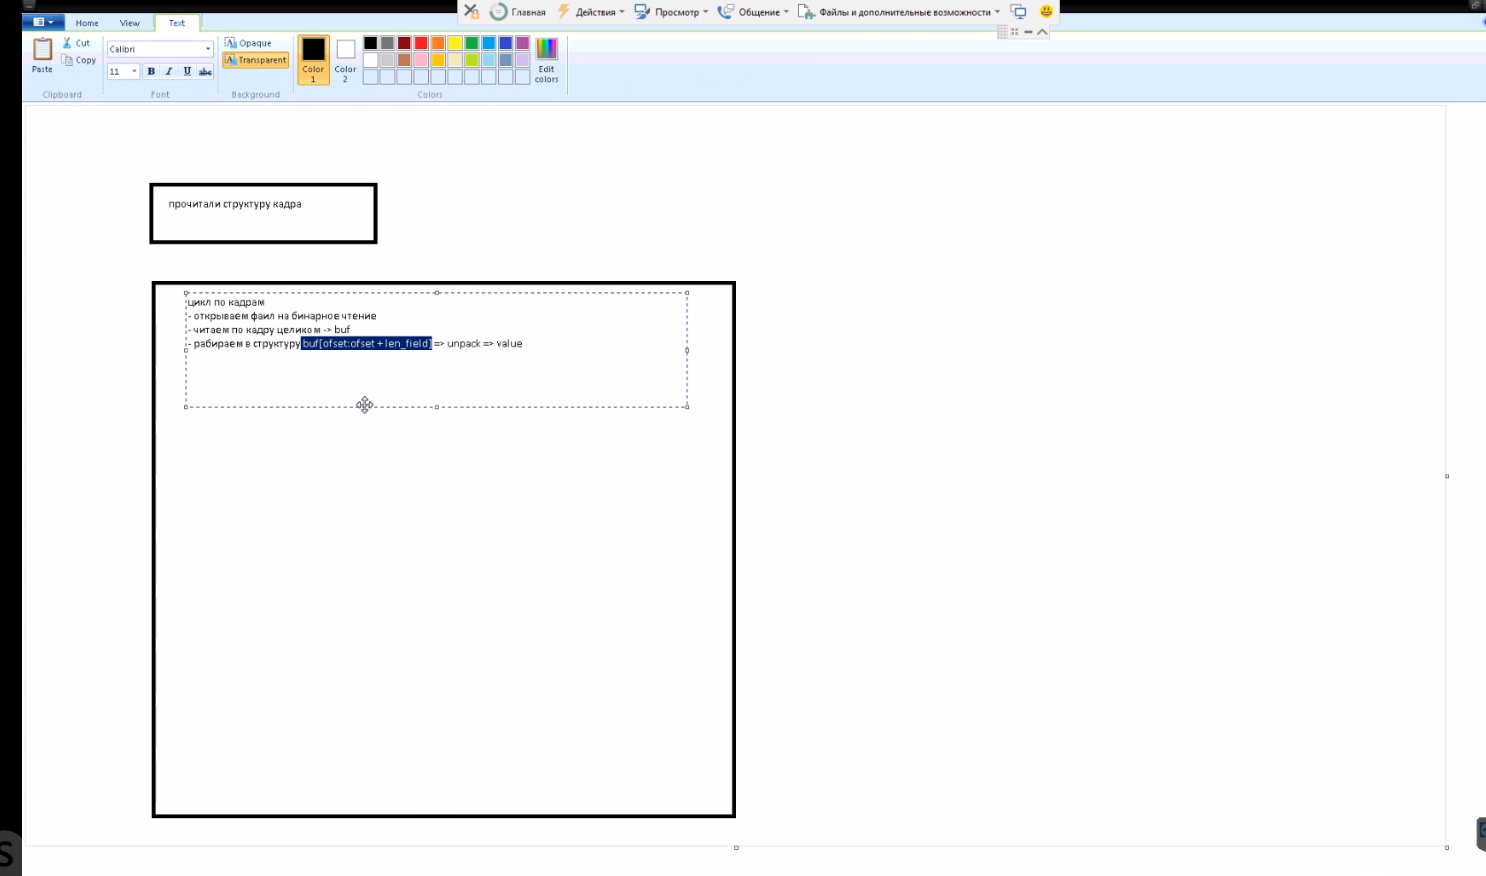 Главная Действия Просмотр Общение Файлы и дополнительные возможности
Home View Text
Cut
Copy
Paste
Calibri
11 B I U abc
Opaque
Transparent
Color 1
Color 2
Edit colors
Clipboard Font Background Colors
прочитали структуру кадра
цикл по кадрам
- открываем фаил на бинарное чтение
- читаем по кадру целиком -> buf
- рабираем в структуру buf[ofset:ofset + len_field] => unpack => value
S